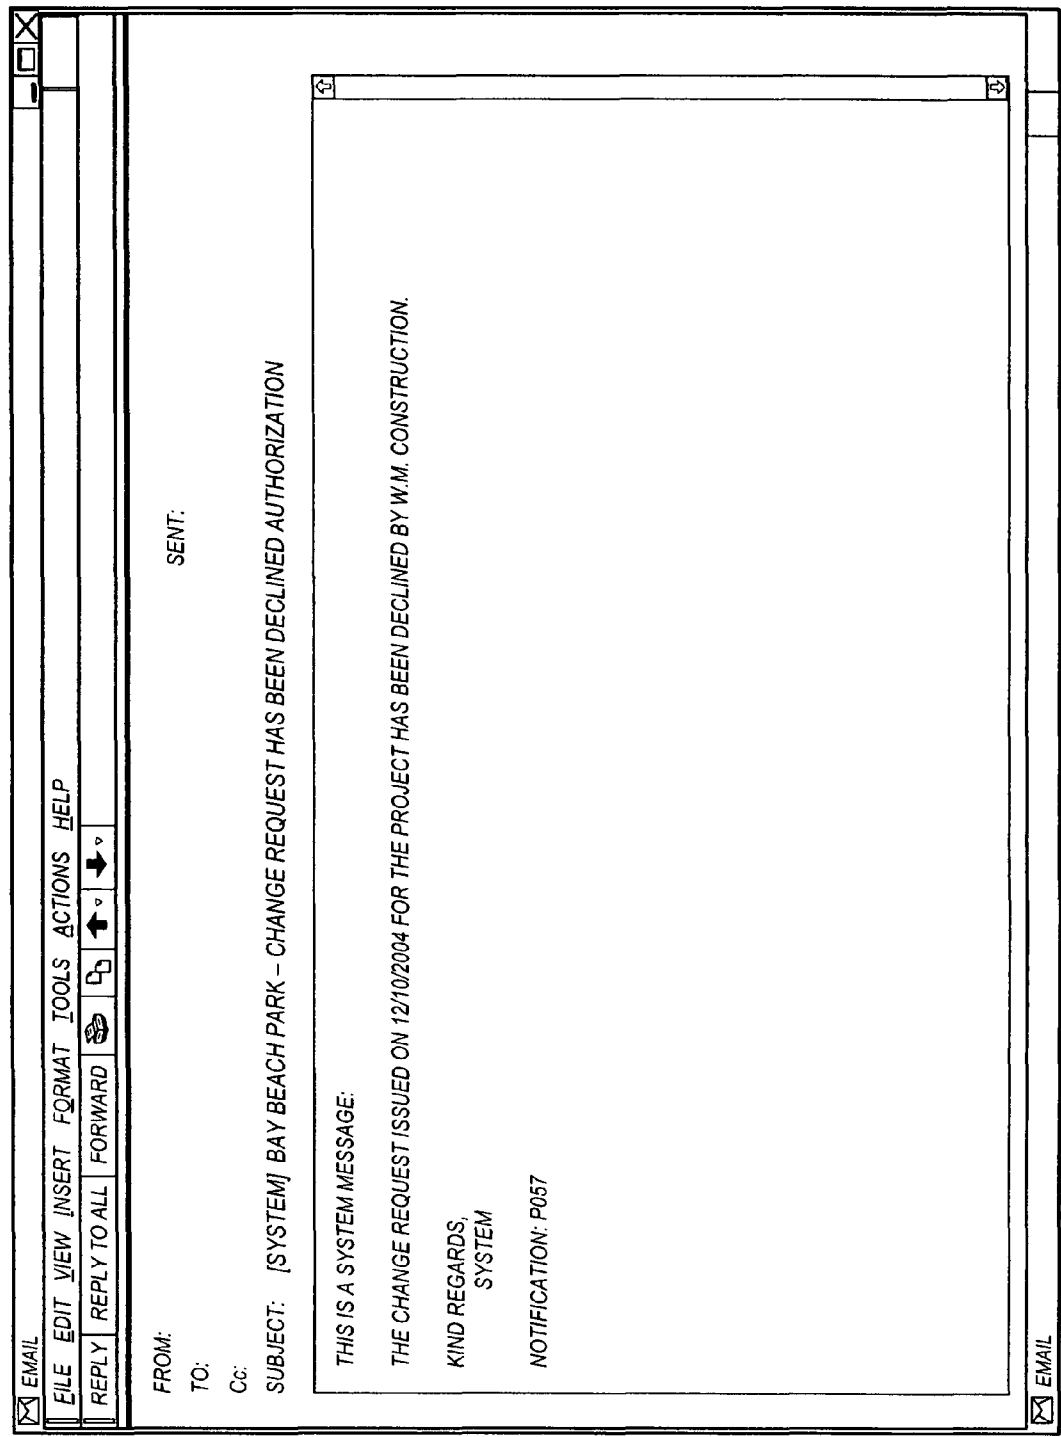 EMAIL
FILE EDIT VIEW INSERT FORMAT TOOLS ACTIONS HELP
REPLY REPLY TO ALL FORWARD
FROM: SENT:
TO:
Cc:
SUBJECT: [SYSTEM] BAY BEACH PARK – CHANGE REQUEST HAS BEEN DECLINED AUTHORIZATION
THIS IS A SYSTEM MESSAGE:
THE CHANGE REQUEST ISSUED ON 12/10/2004 FOR THE PROJECT HAS BEEN DECLINED BY W.M. CONSTRUCTION.
KIND REGARDS,
SYSTEM
NOTIFICATION: P057
EMAIL